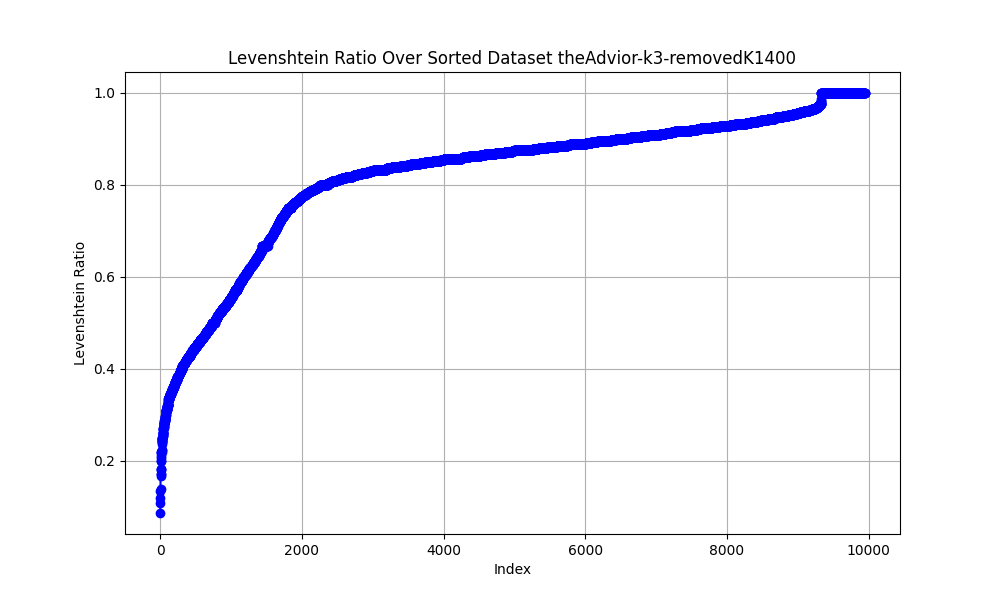 Levenshtein Ratio Over Sorted Dataset theAdvior-k3-removedK1400
1.0
0.8
0.6
0.4
0.2
Levenshtein Ratio
0 2000 4000 6000 8000 10000
Index